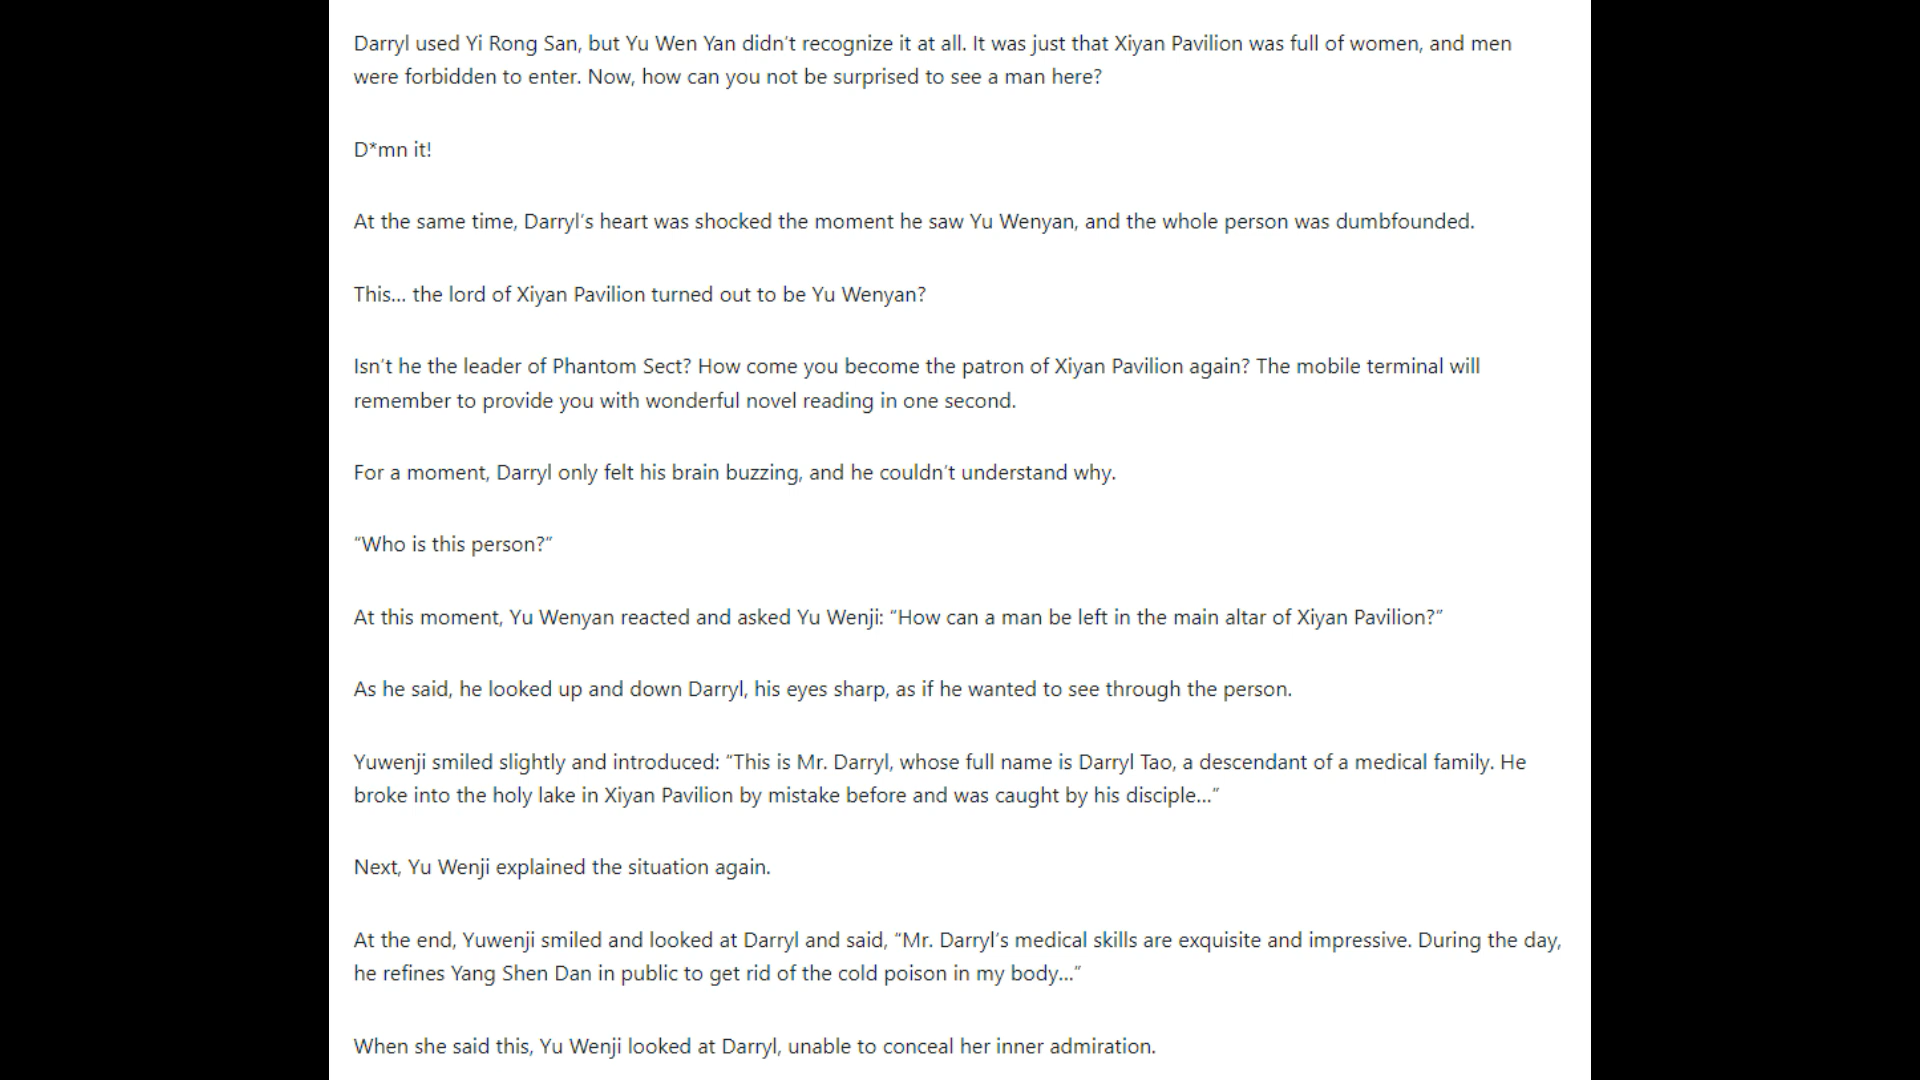 Darryl used Yi Rong San, but Yu Wen Yan didn’t recognize it at all. It was just that Xiyan Pavilion was full of women, and men
were forbidden to enter. Now, how can you not be surprised to see a man here?
D*mn it!
At the same time, Darryl’s heart was shocked the moment he saw Yu Wenyan, and the whole person was dumbfounded.
This… the lord of Xiyan Pavilion turned out to be Yu Wenyan?
Isn’t he the leader of Phantom Sect? How come you become the patron of Xiyan Pavilion again? The mobile terminal will
remember to provide you with wonderful novel reading in one second.
For a moment, Darryl only felt his brain buzzing, and he couldn’t understand why.
“Who is this person?”
At this moment, Yu Wenyan reacted and asked Yu Wenji: “How can a man be left in the main altar of Xiyan Pavilion?”
As he said, he looked up and down Darryl, his eyes sharp, as if he wanted to see through the person.
Yuwenji smiled slightly and introduced: “This is Mr. Darryl, whose full name is Darryl Tao, a descendant of a medical family. He
broke into the holy lake in Xiyan Pavilion by mistake before and was caught by his disciple…”
Next, Yu Wenji explained the situation again.
At the end, Yuwenji smiled and looked at Darryl and said, “Mr. Darryl’s medical skills are exquisite and impressive. During the day,
he refines Yang Shen Dan in public to get rid of the cold poison in my body…”
When she said this, Yu Wenji looked at Darryl, unable to conceal her inner admiration.